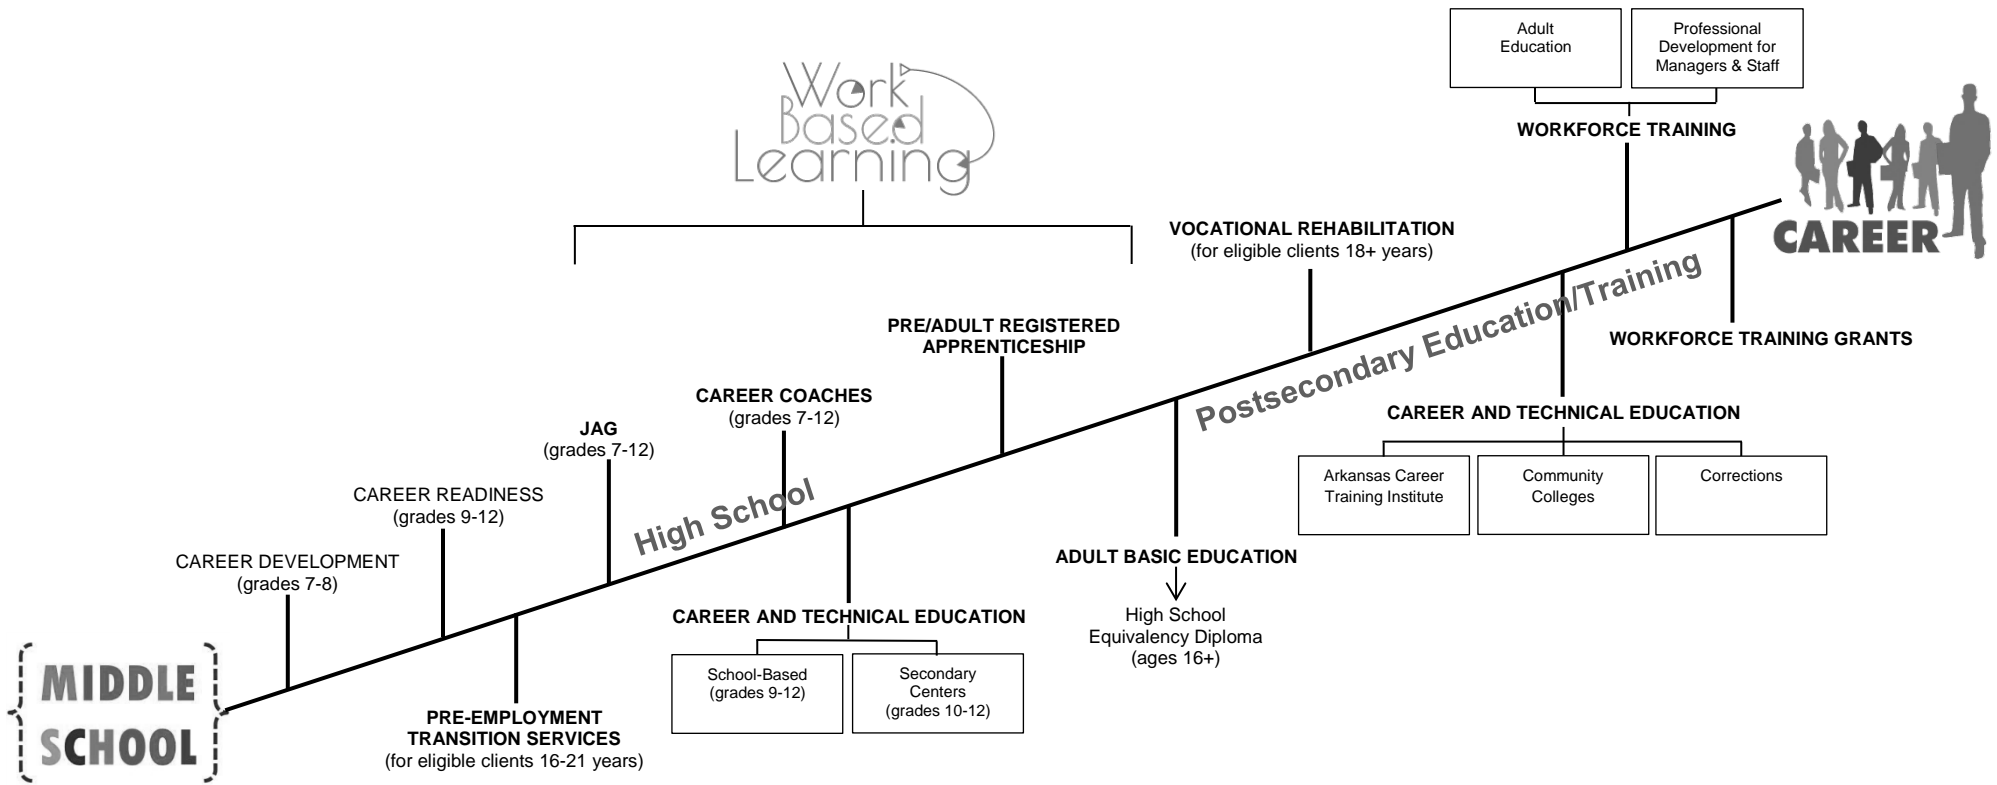 Adult
Education
Professional
Development for
Managers & Staff
WORKFORCE TRAINING
Work
Based
Learning
CAREER
VOCATIONAL REHABILITATION
(for eligible clients 18+ years)
Postsecondary Education/Training
WORKFORCE TRAINING GRANTS
PRE/ADULT REGISTERED
APPRENTICESHIP
CAREER COACHES
(grades 7-12)
JAG
(grades 7-12)
CAREER AND TECHNICAL EDUCATION
Arkansas Career
Training Institute
Community
Colleges
Corrections
High School
CAREER READINESS
(grades 9-12)
CAREER DEVELOPMENT
(grades 7-8)
ADULT BASIC EDUCATION
High School
Equivalency Diploma
(ages 16+)
CAREER AND TECHNICAL EDUCATION
School-Based
(grades 9-12)
Secondary
Centers
(grades 10-12)
MIDDLE
SCHOOL
PRE-EMPLOYMENT
TRANSITION SERVICES
(for eligible clients 16-21 years)